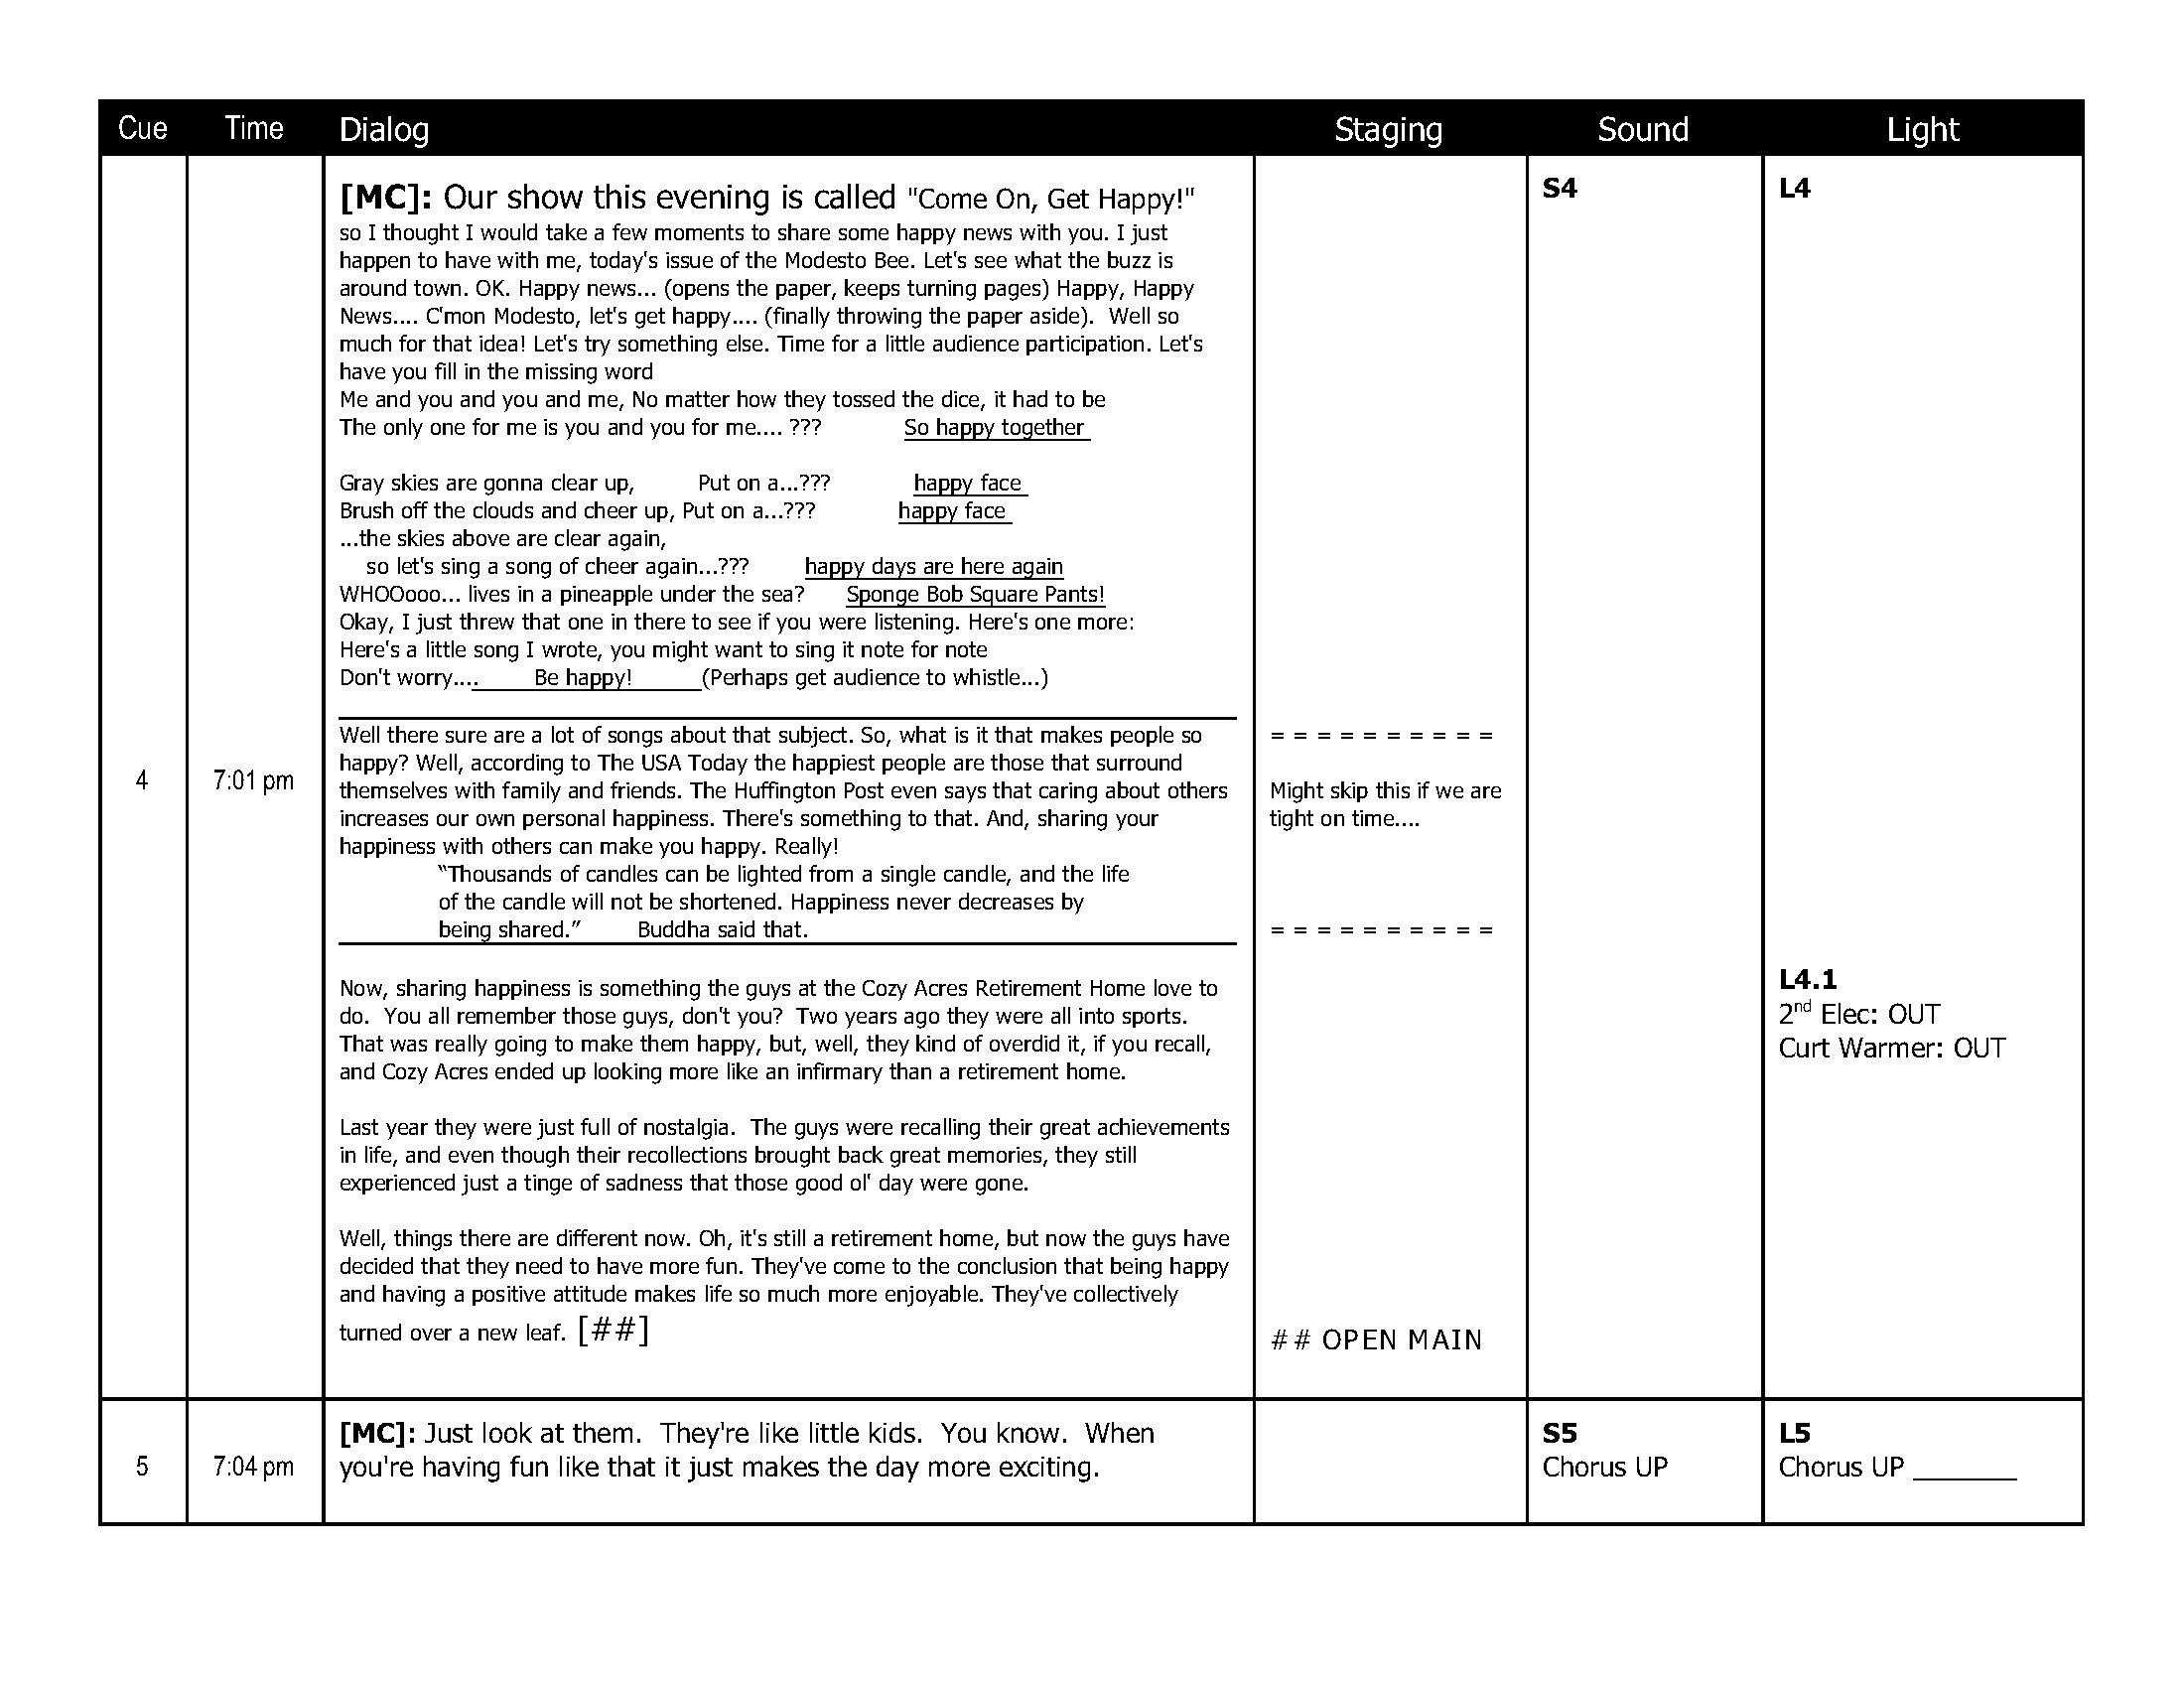 Cue Time Dialog Staging Sound Light
[MC]: Our show this evening is called "Come On, Get Happy!"
so I thought I would take a few moments to share some happy news with you. I just
happen to have with me, today's issue of the Modesto Bee. Let's see what the buzz is
around town. OK. Happy news... (opens the paper, keeps turning pages) Happy, Happy
News.... C'mon Modesto, let's get happy.... (finally throwing the paper aside).  Well so
much for that idea! Let's try something else. Time for a little audience participation. Let's
have you fill in the missing word
Me and you and you and me, No matter how they tossed the dice, it had to be
The only one for me is you and you for me.... ??? So happy together
Gray skies are gonna clear up, Put on a...??? happy face
Brush off the clouds and cheer up, Put on a...??? happy face
...the skies above are clear again,
so let's sing a song of cheer again...??? happy days are here again
WHOOooo... lives in a pineapple under the sea? Sponge Bob Square Pants!
Okay, I just threw that one in there to see if you were listening. Here's one more:
Here's a little song I wrote, you might want to sing it note for note
Don't worry.... Be happy! (Perhaps get audience to whistle...)
4
7:01 pm
Well there sure are a lot of songs about that subject. So, what is it that makes people so
happy? Well, according to The USA Today the happiest people are those that surround
themselves with family and friends. The Huffington Post even says that caring about others
increases our own personal happiness. There's something to that. And, sharing your
happiness with others can make you happy. Really!
“Thousands of candles can be lighted from a single candle, and the life
of the candle will not be shortened. Happiness never decreases by
being shared.” Buddha said that.
Now, sharing happiness is something the guys at the Cozy Acres Retirement Home love to
do.  You all remember those guys, don't you?  Two years ago they were all into sports.
That was really going to make them happy, but, well, they kind of overdid it, if you recall,
and Cozy Acres ended up looking more like an infirmary than a retirement home.
Last year they were just full of nostalgia.  The guys were recalling their great achievements
in life, and even though their recollections brought back great memories, they still
experienced just a tinge of sadness that those good ol' day were gone.
Well, things there are different now. Oh, it's still a retirement home, but now the guys have
decided that they need to have more fun. They've come to the conclusion that being happy
and having a positive attitude makes life so much more enjoyable. They've collectively
turned over a new leaf. [##]
= = = = = = = = = =
Might skip this if we are
tight on time....
= = = = = = = = = =
## OPEN MAIN
S4
L4
L4.1
2nd Elec: OUT
Curt Warmer: OUT
5
7:04 pm
[MC]: Just look at them.  They're like little kids.  You know.  When
you're having fun like that it just makes the day more exciting.
S5
Chorus UP
L5
Chorus UP _______